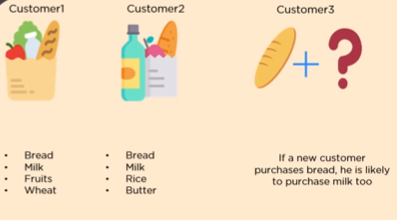 Customer1
Customer2
Customer3
• Bread
• Milk
• Fruits
• Wheat
• Bread
• Milk
• Rice
• Butter
If a new customer
purchases bread, he is likely
to purchase milk too